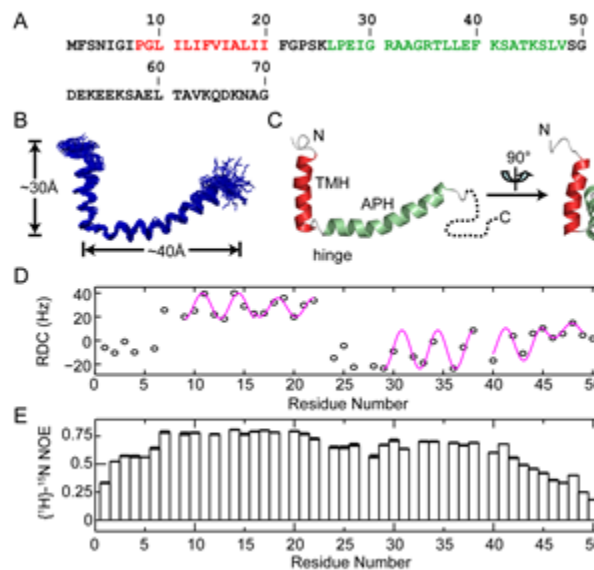 A
10 20 30 40 50
MFSNIGIPGL ILIFVIALII FGPSKLPEIG RAAGRTLLEF KSATKSLVSG
60 70
DEKEEKSAEL TAVKQDKNAG
B
~30Å
~40Å
C
N
TMH
APH
hinge
C
90°
N
D
RDC (Hz)
40
20
0
−20
0 5 10 15 20 25 30 35 40 45 50
Residue Number
E
{¹H}-¹⁵N NOE
0.75
0.5
0.25
0
0 5 10 15 20 25 30 35 40 45 50
Residue Number